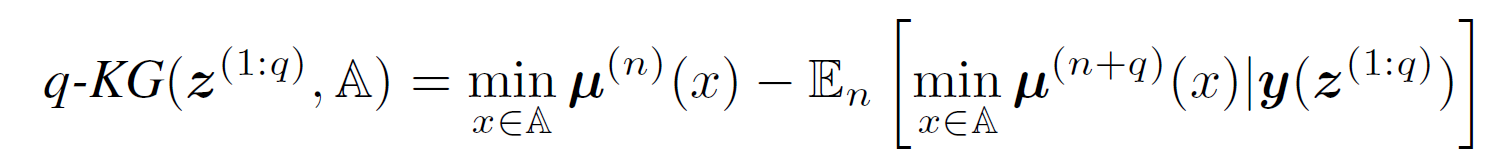 q-KG(z^{(1:q)}, 𝔸) = min_{x∈𝔸} μ^{(n)}(x) − 𝔼_n [ min_{x∈𝔸} μ^{(n+q)}(x)|y(z^{(1:q)}) ]